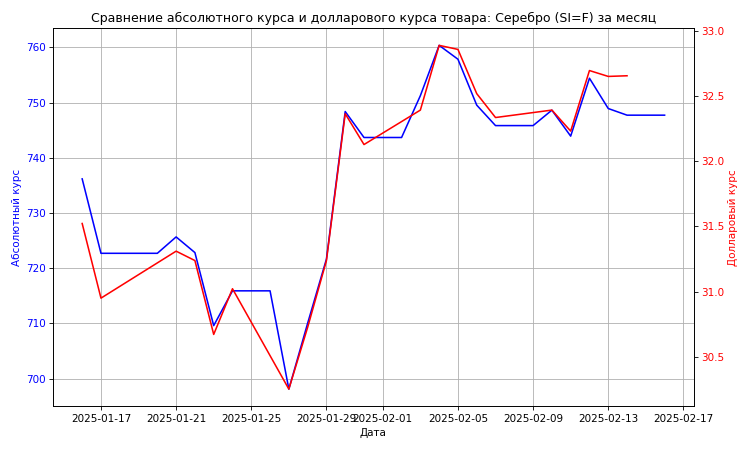 Сравнение абсолютного курса и долларового курса товара: Серебро (SI=F) за месяц
Абсолютный курс
760
750
740
730
720
710
700
33.0
32.5
32.0
31.5
31.0
30.5
Долларовый курс
2025-01-17 2025-01-21 2025-01-25 2025-01-29 2025-02-01 2025-02-05 2025-02-09 2025-02-13 2025-02-17
Дата